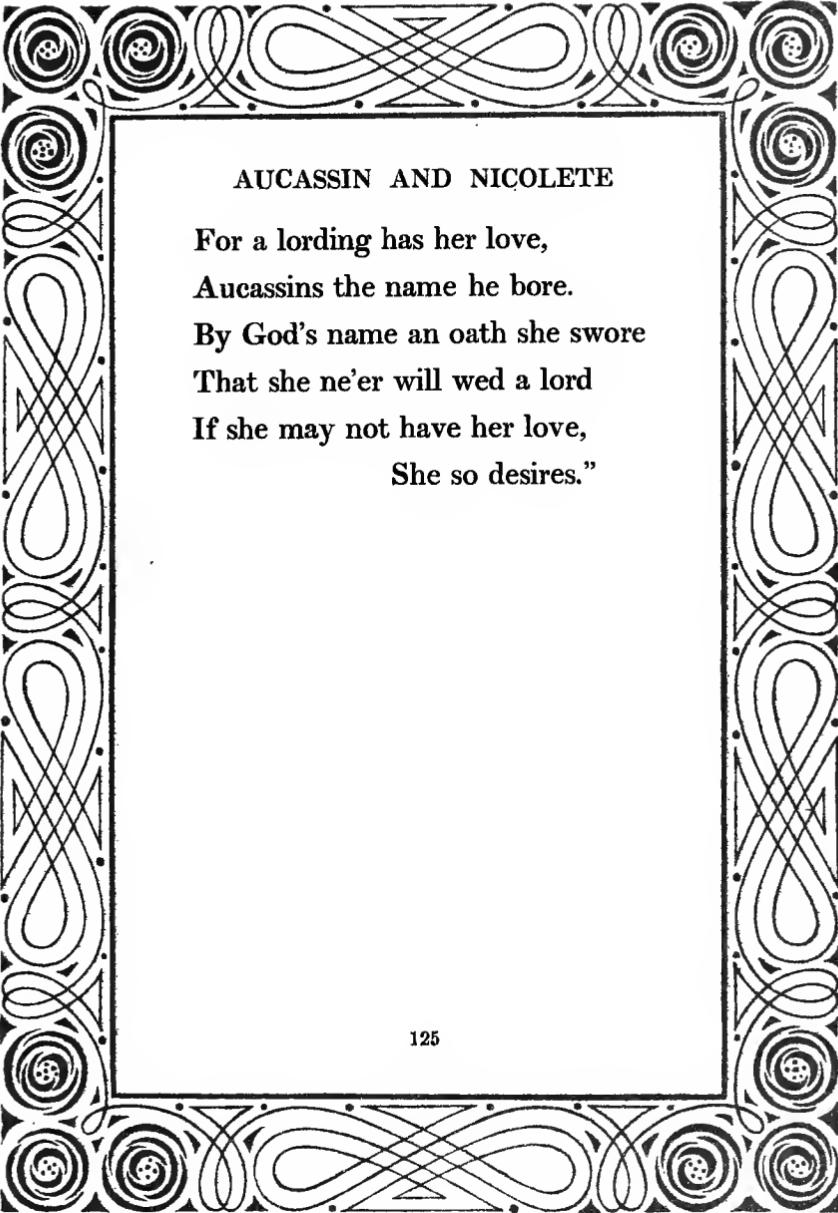 AUCASSIN AND NICOLETE
For a lording has her love,
Aucassins the name he bore.
By God's name an oath she swore
That she ne'er will wed a lord
If she may not have her love,
She so desires.”
125